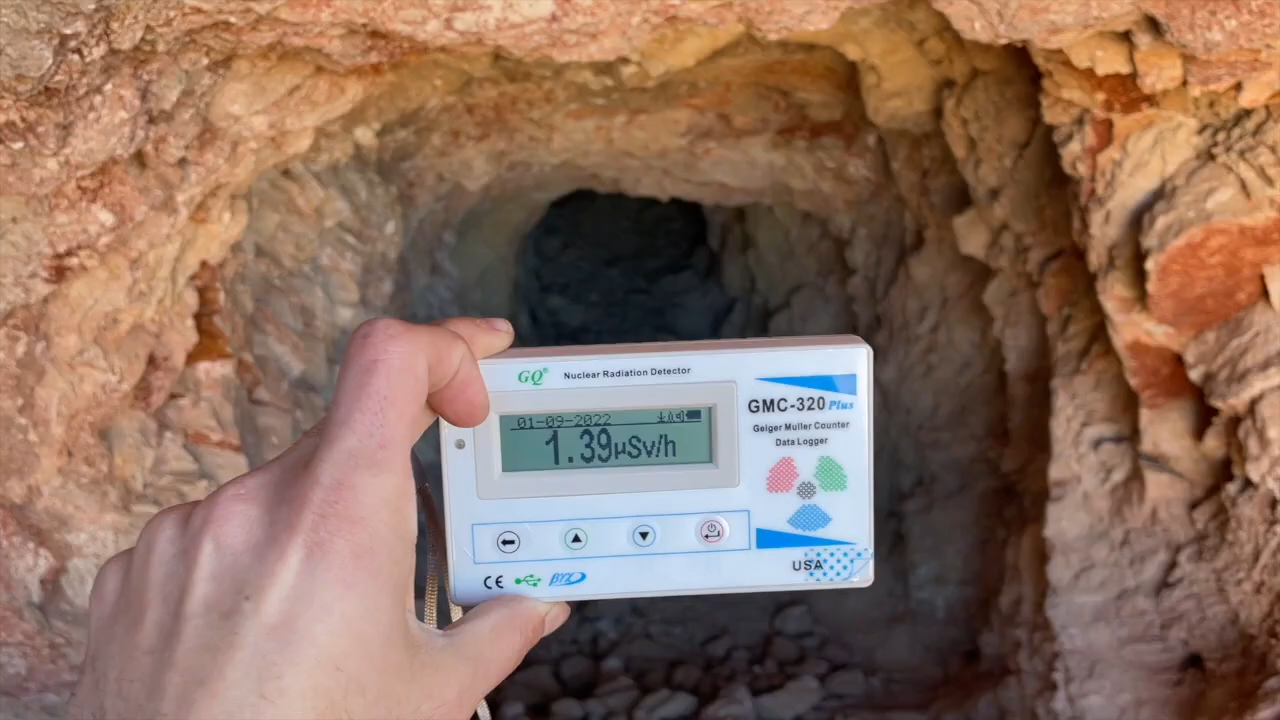 GQ® Nuclear Radiation Detector
01-09-2022
1.39µSv/h
GMC-320 Plus
Geiger Muller Counter
Data Logger
CE βγX
USA